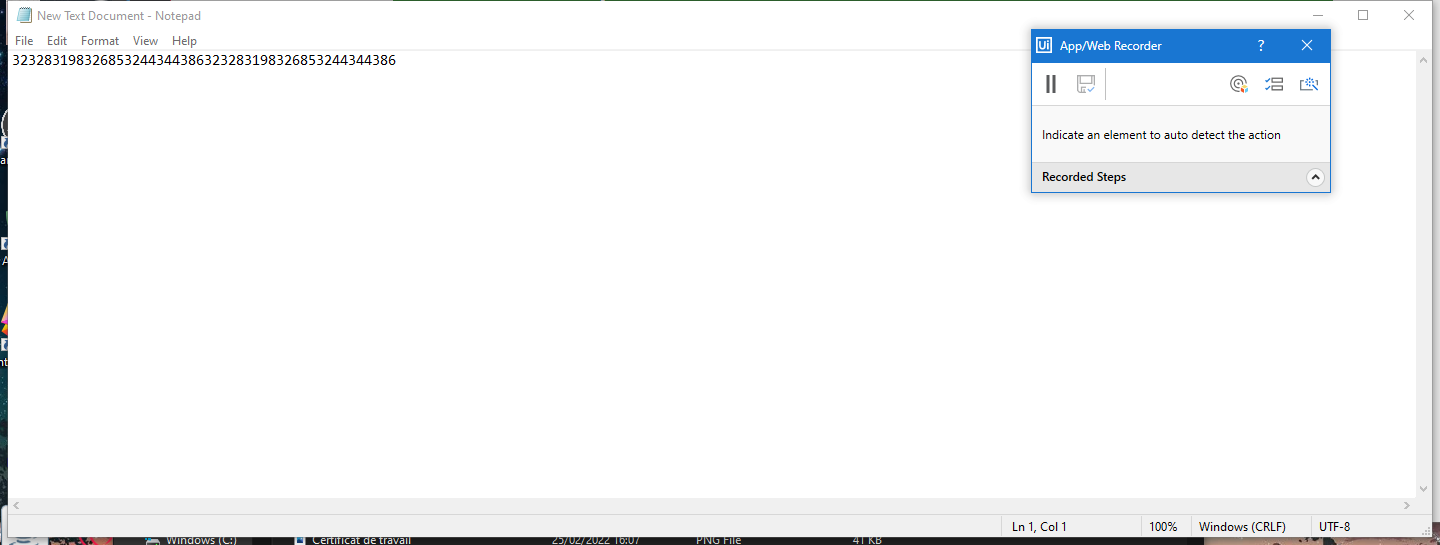 New Text Document - Notepad
File Edit Format View Help
323283198326853244344386323283198326853244344386
Ui App/Web Recorder ?
Indicate an element to auto detect the action
Recorded Steps
Ln 1, Col 1 100% Windows (CRLF) UTF-8
Windows (C:) Certificat de travail 25/02/2022 16:07 PNG File 41 KB